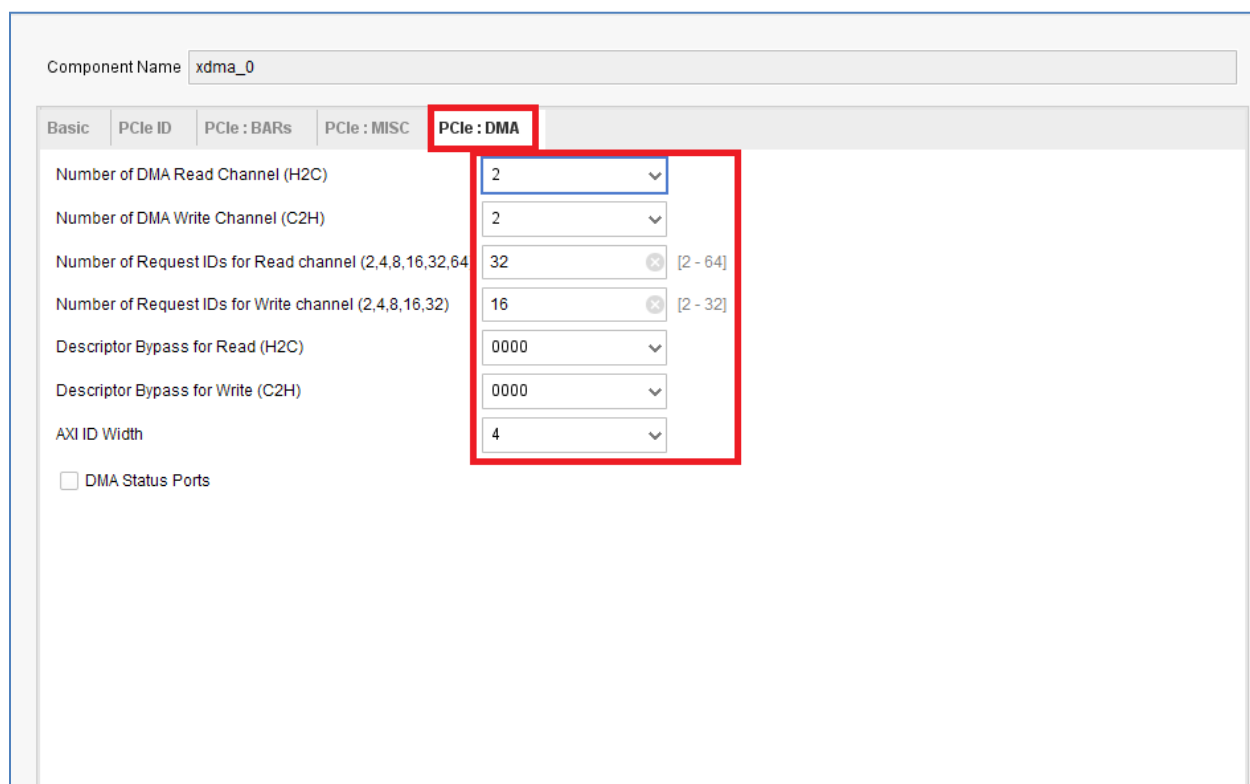 Component Name xdma_0
Basic PCIe ID PCIe : BARs PCIe : MISC PCIe : DMA
Number of DMA Read Channel (H2C) 2
Number of DMA Write Channel (C2H) 2
Number of Request IDs for Read channel (2,4,8,16,32,64 32 [2 - 64]
Number of Request IDs for Write channel (2,4,8,16,32) 16 [2 - 32]
Descriptor Bypass for Read (H2C) 0000
Descriptor Bypass for Write (C2H) 0000
AXI ID Width 4
DMA Status Ports